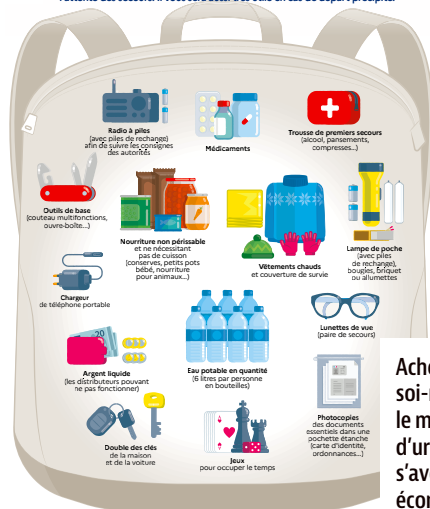 l'attente des secours. Il vous sera aussi très utile en cas de départ précipité.
Radio à piles
(avec piles de rechange)
afin de suivre les consignes
des autorités
Médicaments
Trousse de premiers secours
(alcool, pansements,
compresses...)
Outils de base
(couteau multifonctions,
ouvre-boîte...)
Nourriture non périssable
et ne nécessitant
pas de cuisson
(conserves, petits pots
bébé, nourriture
pour animaux...)
Vêtements chauds
et couverture de survie
Lampe de poche
(avec piles
de rechange),
bougies, briquet
ou allumettes
Chargeur
de téléphone portable
20
Argent liquide
(les distributeurs pouvant
ne pas fonctionner)
Eau potable en quantité
(6 litres par personne
en bouteilles)
Lunettes de vue
(paire de secours)
Double des clés
de la maison
et de la voiture
A
Jeux
pour occuper le temps
Photocopies
des documents
essentiels dans une
pochette étanche
(carte d'identité,
ordonnances...)
Ache
soi-m
le m
d'ur
s'av
écon